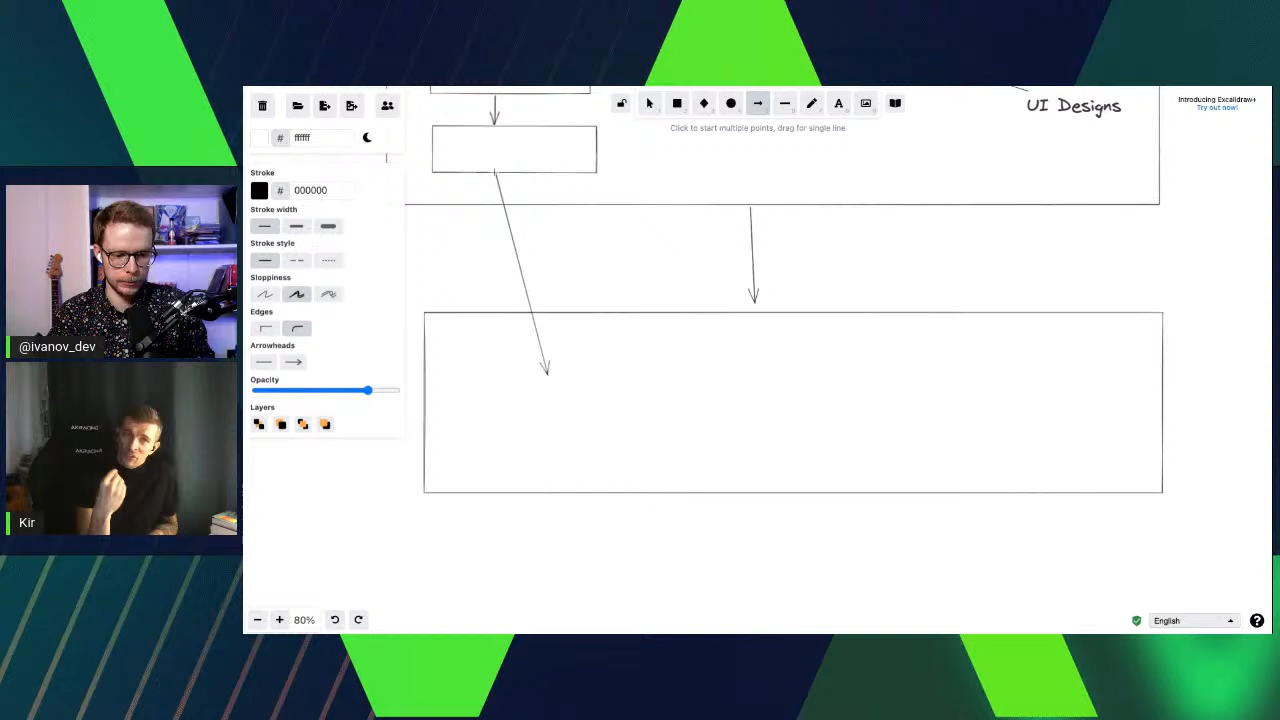 UI Designs
Introducing Excalidraw+
Try out now!
Click to start multiple points, drag for single line
# ffffff
Stroke
# 000000
Stroke width
Stroke style
Sloppiness
Edges
Arrowheads
Opacity
Layers
@ivanov_dev
AKRACING
Kir
80%
English